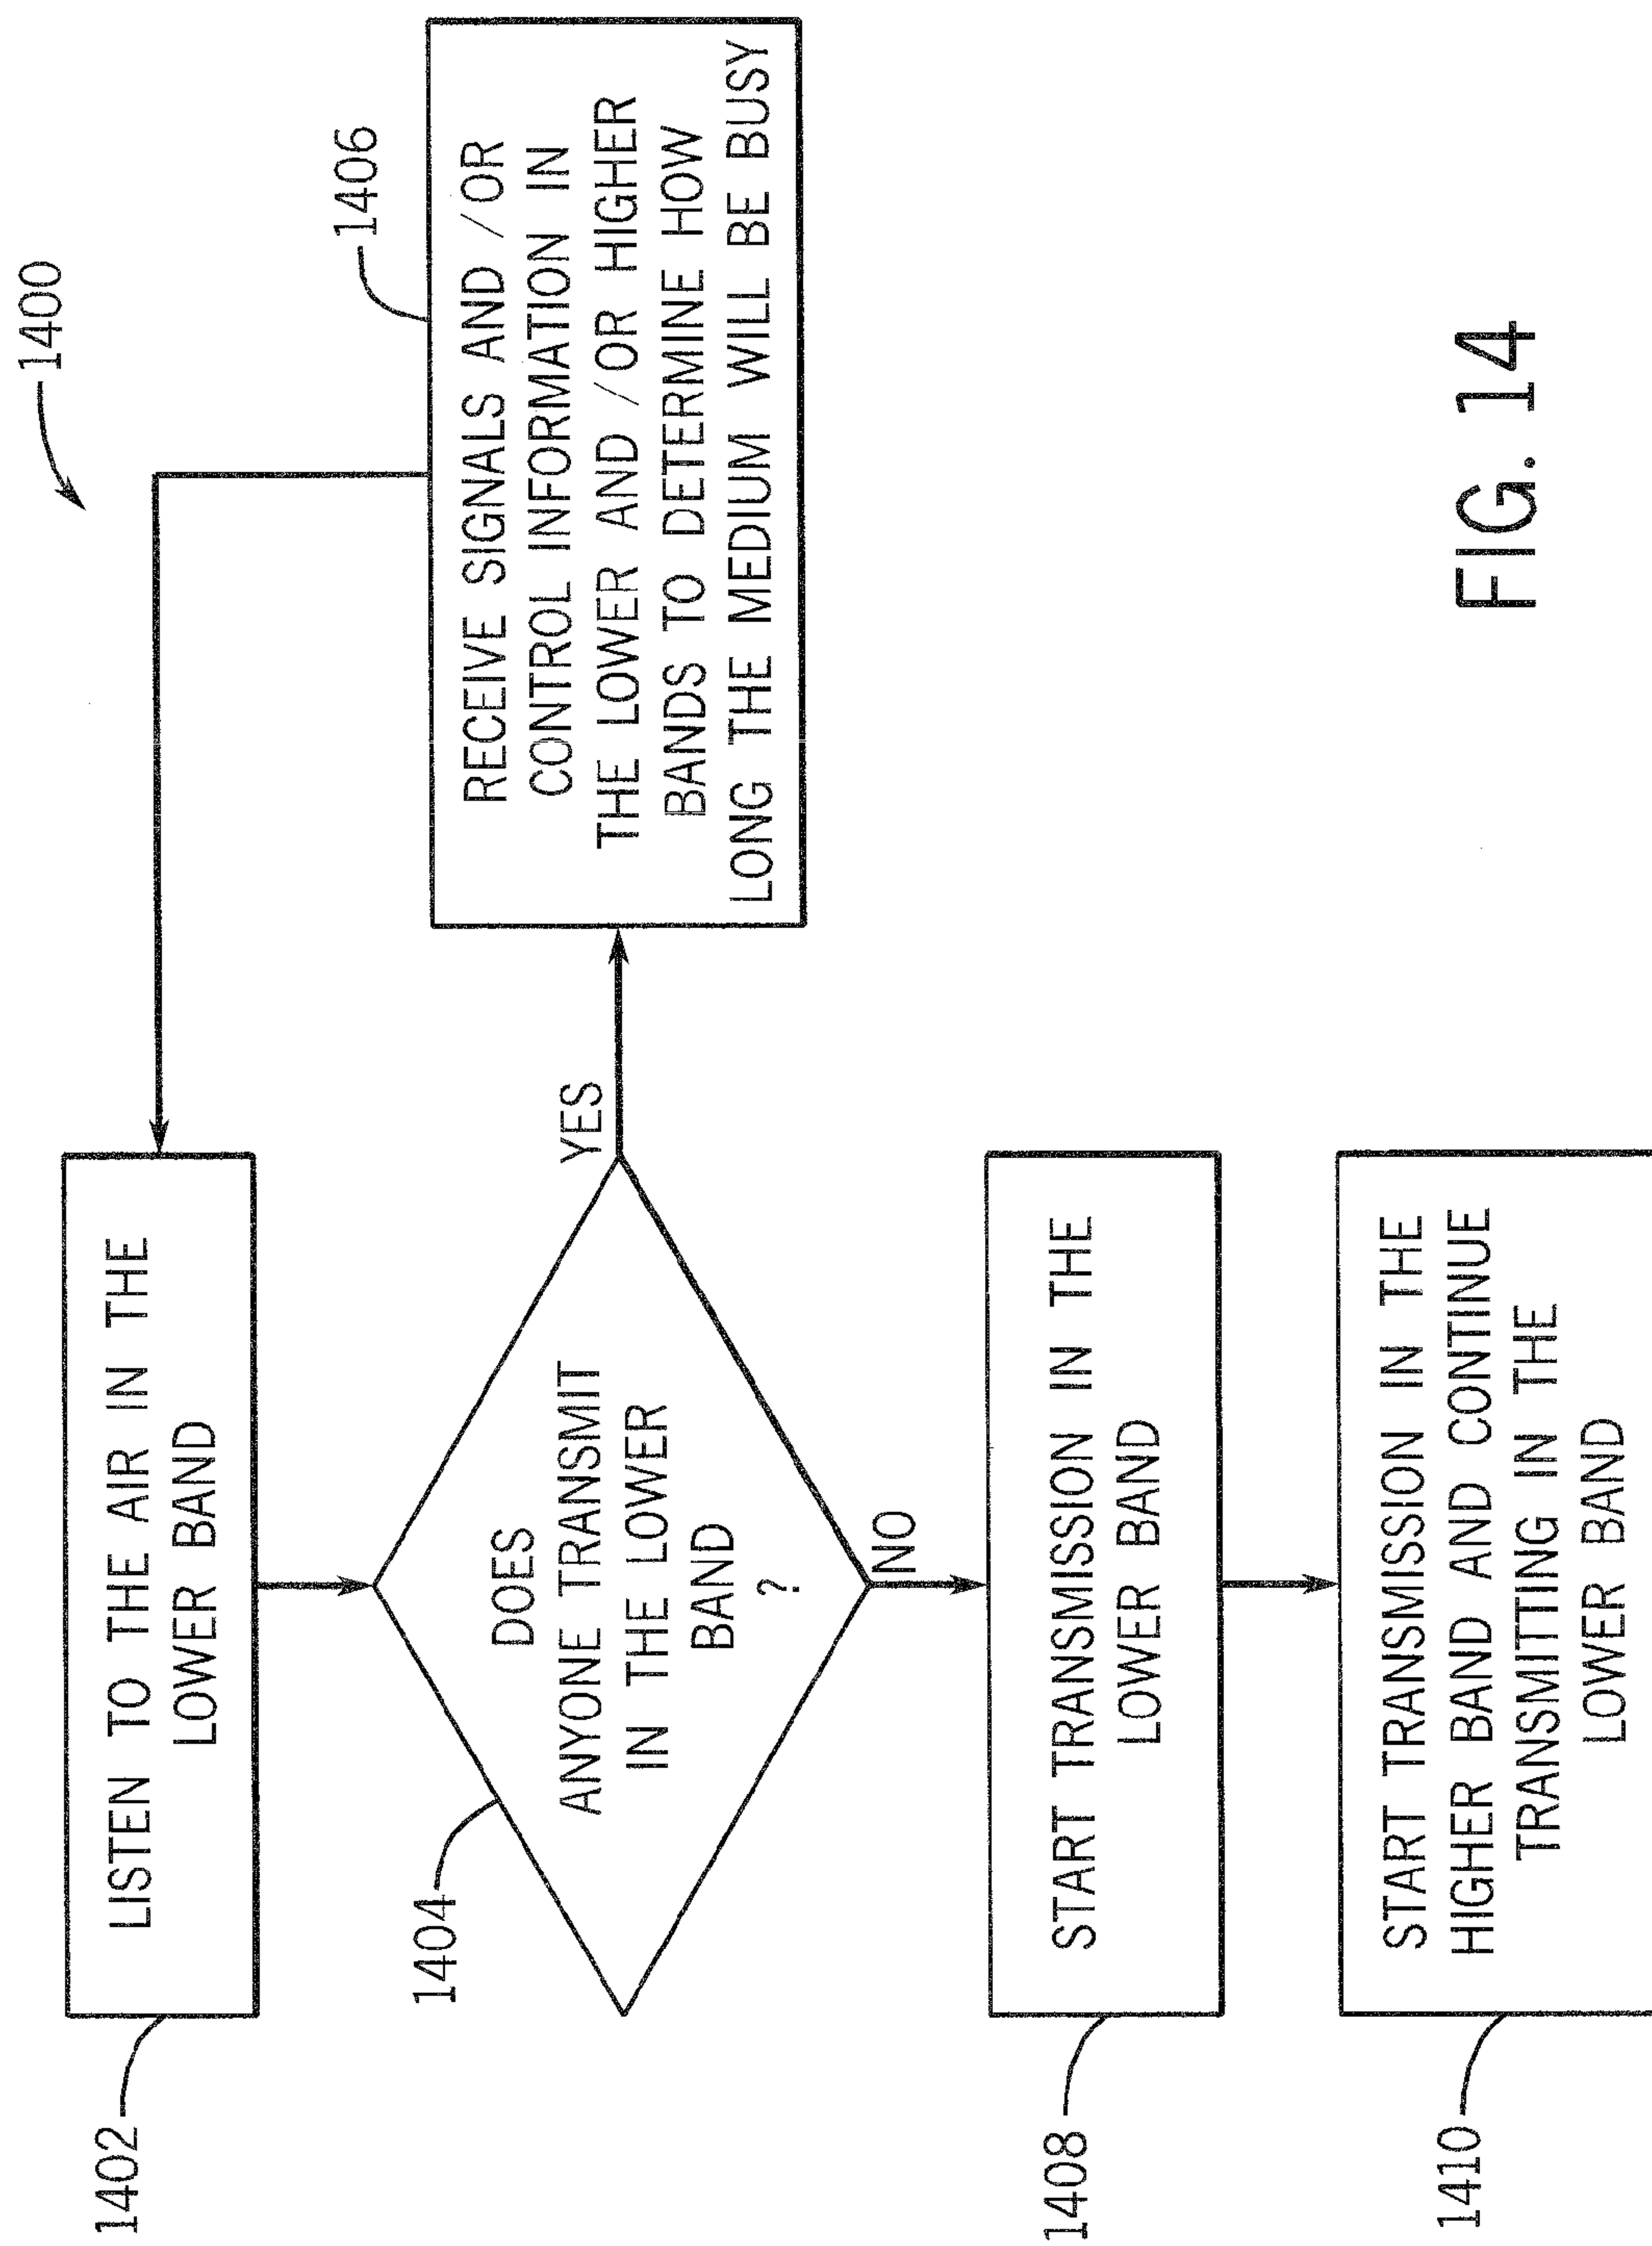 1400
1402
LISTEN TO THE AIR IN THE
LOWER BAND
1404
DOES
ANYONE TRANSMIT
IN THE LOWER
BAND
?
YES
1406
RECEIVE SIGNALS AND /OR
CONTROL INFORMATION IN
THE LOWER AND /OR HIGHER
BANDS TO DETERMINE HOW
LONG THE MEDIUM WILL BE BUSY
NO
1408
START TRANSMISSION IN THE
LOWER BAND
1410
START TRANSMISSION IN THE
HIGHER BAND AND CONTINUE
TRANSMITTING IN THE
LOWER BAND
FIG. 14